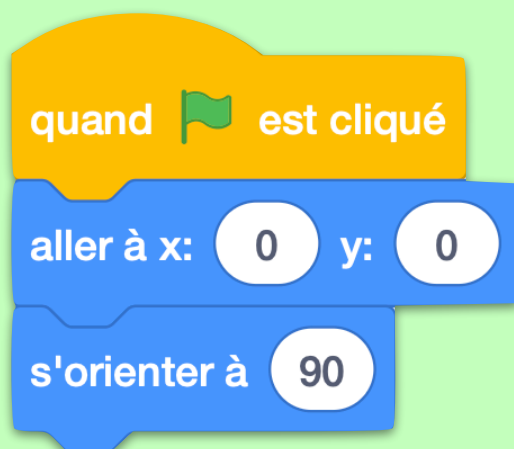 quand est cliqué
aller à x: 0 y: 0
s'orienter à 90